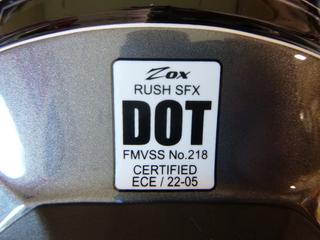 Zox
RUSH SFX
DOT
FMVSS No.218
CERTIFIED
ECE / 22-05